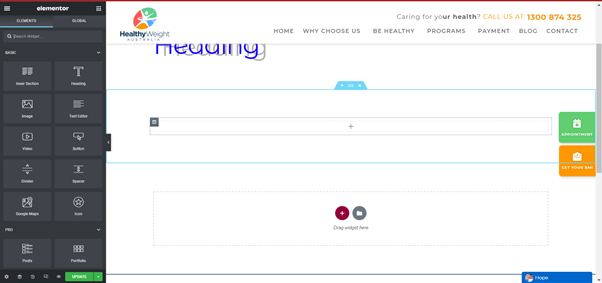 elementor
ELEMENTS
GLOBAL
Search Widget...
BASIC
Inner Section
Heading
Image
Text Editor
Video
Button
Divider
Spacer
Google Maps
Icon
PRO
Posts
Portfolio
UPDATE
HealthyWeight
AUSTRALIA
Caring for your health? CALL US AT 1300 874 325
HOME
WHY CHOOSE US
BE HEALTHY
PROGRAMS
PAYMENT
BLOG
CONTACT
Heading
APPOINTMENT
GET YOUR BMI
Drag widget here
Hope